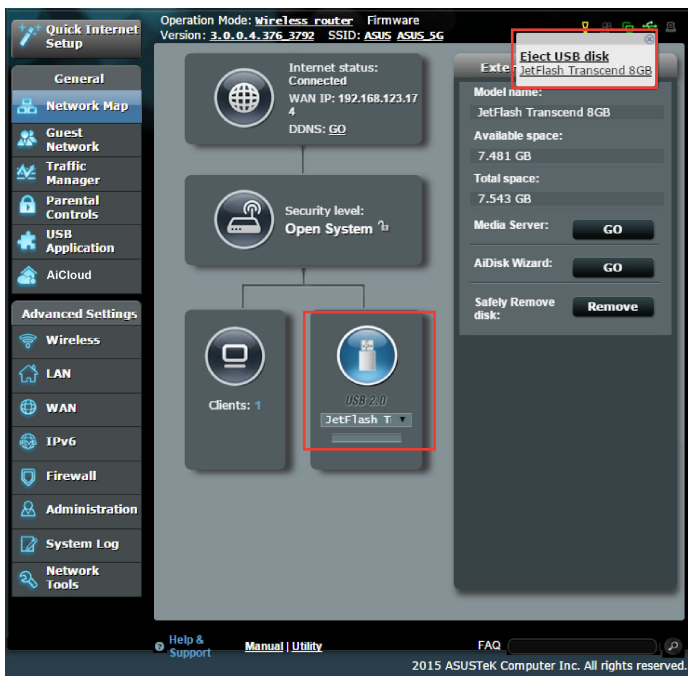 Quick Internet
Setup
Operation Mode: Wireless router Firmware
Version: 3.0.0.4.376_3792 SSID: ASUS ASUS_5G
Eject USB disk
JetFlash Transcend 8GB
General
Network Map
Guest
Network
Traffic
Manager
Parental
Controls
USB
Application
AiCloud
Advanced Settings
Wireless
LAN
WAN
IPv6
Firewall
Administration
System Log
Network
Tools
Internet status:
Connected
WAN IP: 192.168.123.17
4
DDNS: GO
Security level:
Open System
Clients: 1
USB 2.0
JetFlash T
Exte
Model name:
JetFlash Transcend 8GB
Available space:
7.481 GB
Total space:
7.543 GB
Media Server: GO
AiDisk Wizard: GO
Safely Remove
disk: Remove
Help &
Support
Manual | Utility
FAQ
2015 ASUSTeK Computer Inc. All rights reserved.